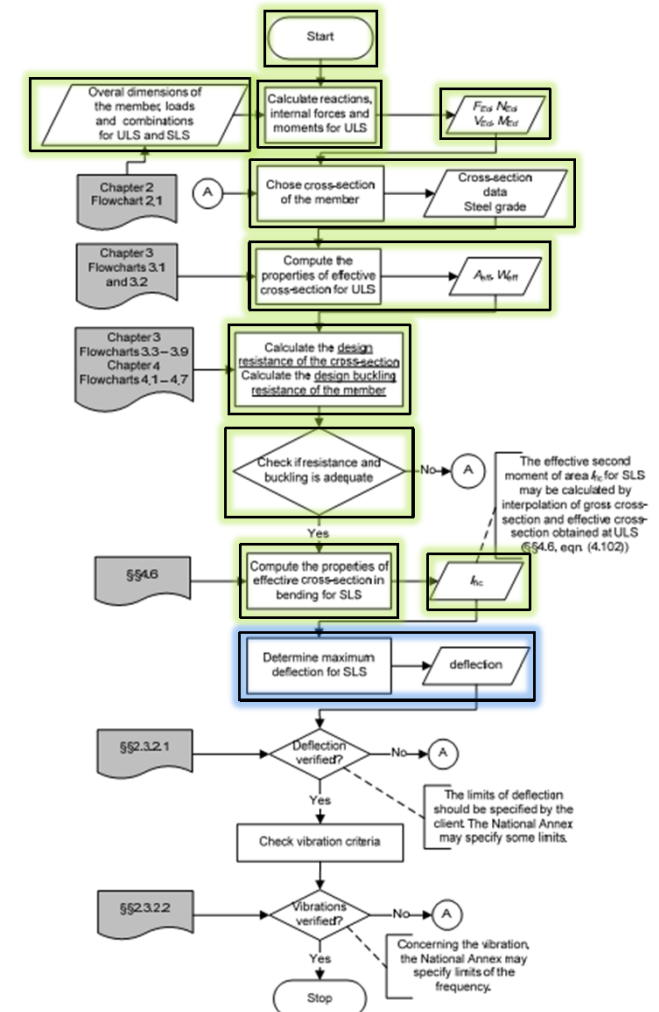 Start
Overal dimensions of
the member, loads
and combinations
for ULS and SLS
Calculate reactions,
internal forces and
moments for ULS
F_Ed, N_Ed
V_Ed, M_Ed
Chapter 2
Flowchart 2.1
A
Chose cross-section
of the member
Cross-section
data
Steel grade
Chapter 3
Flowcharts 3.1
and 3.2
Compute the
properties of effective
cross-section for ULS
A_eff, W_eff
Chapter 3
Flowcharts 3.3 – 3.9
Chapter 4
Flowcharts 4.1 – 4.7
Calculate the design
resistance of the cross-section
Calculate the design buckling
resistance of the member
Check if resistance and
buckling is adequate
No
A
The effective second
moment of area I_fic for SLS
may be calculated by
interpolation of gross cross-
section and effective cross-
section obtained at ULS
(§§4.6, eqn. (4.102))
Yes
§§4.6
Compute the properties of
effective cross-section in
bending for SLS
I_fic
Determine maximum
deflection for SLS
deflection
§§2.3.2.1
Deflection
verified?
No
A
Yes
The limits of deflection
should be specified by the
client. The National Annex
may specify some limits.
Check vibration criteria
§§2.3.2.2
Vibrations
verified?
No
A
Yes
Concerning the vibration,
the National Annex may
specify limits of the
frequency.
Stop